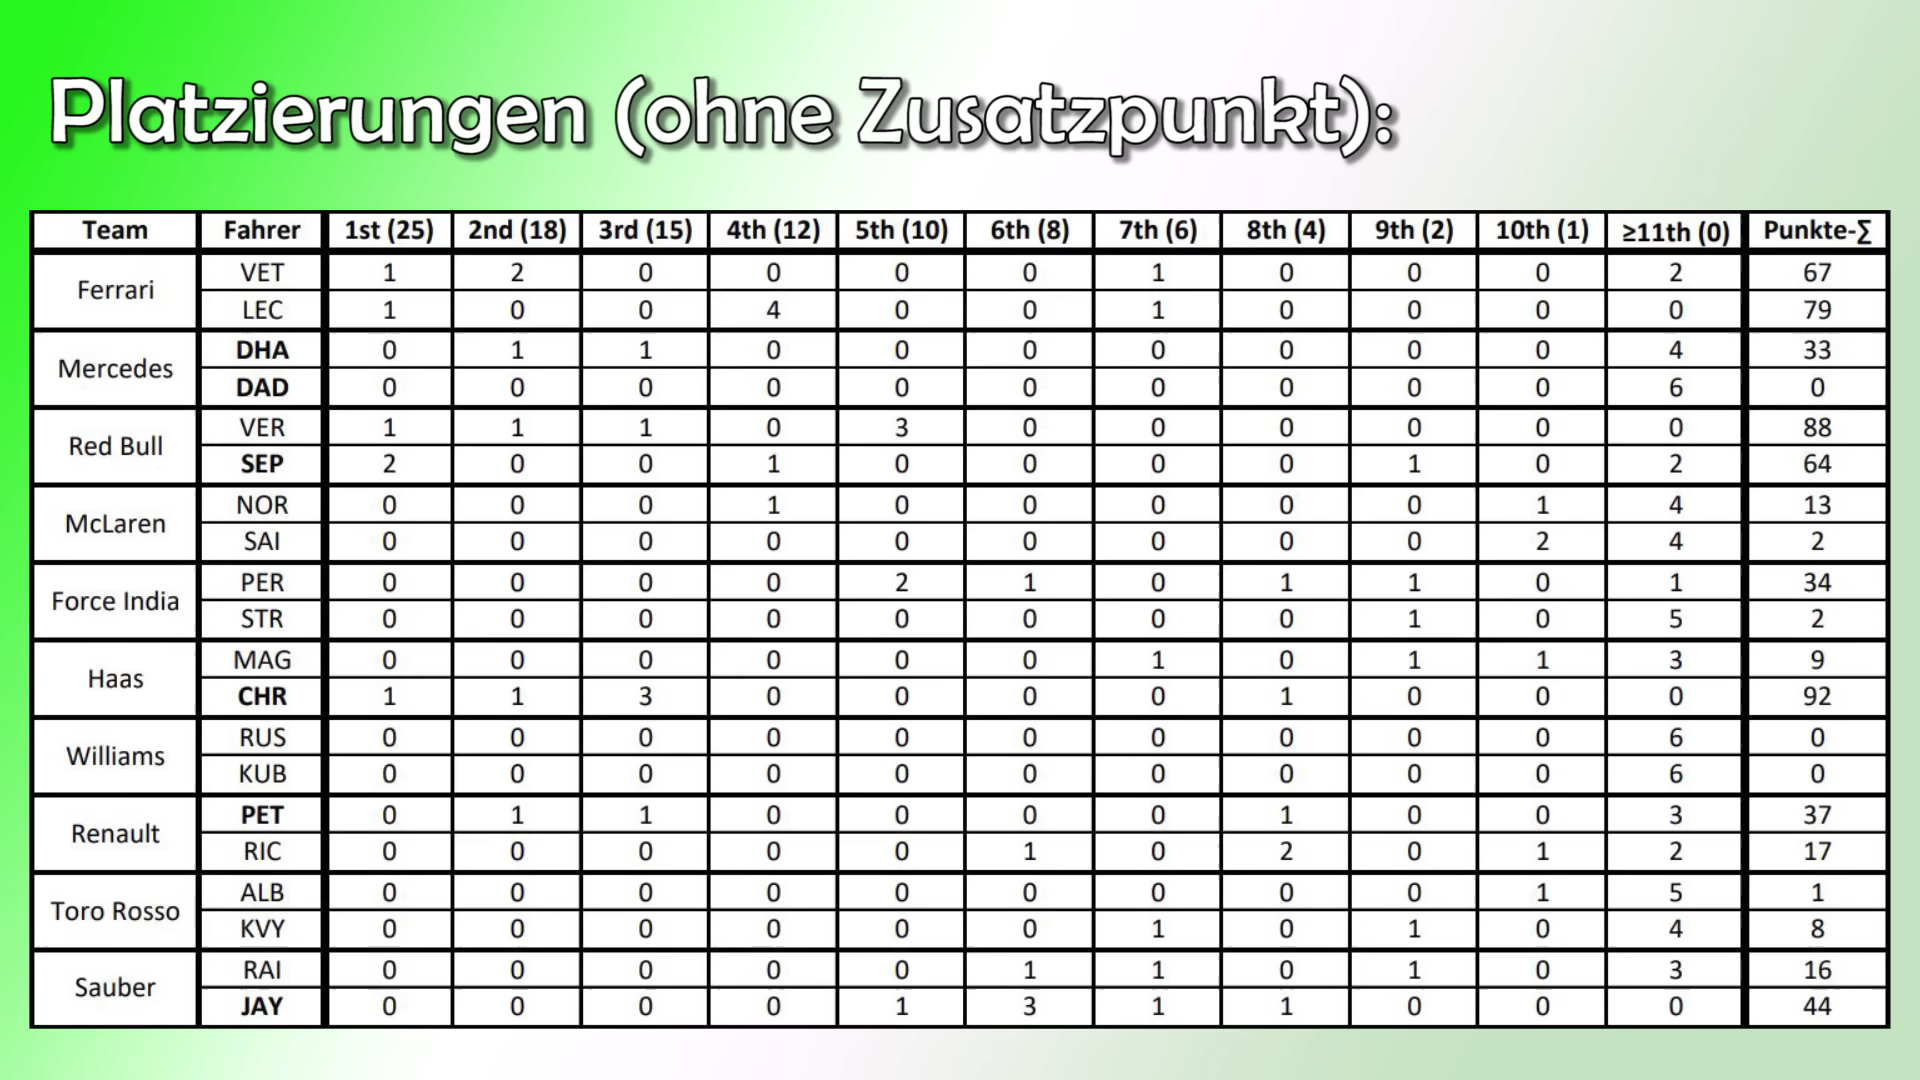 Platzierungen (ohne Zusatzpunkt):
Team Fahrer 1st (25) 2nd (18) 3rd (15) 4th (12) 5th (10) 6th (8) 7th (6) 8th (4) 9th (2) 10th (1) ≥11th (0) Punkte-∑
Ferrari VET 1 2 0 0 0 0 1 0 0 0 2 67
LEC 1 0 0 4 0 0 1 0 0 0 0 79
Mercedes DHA 0 1 1 0 0 0 0 0 0 0 4 33
DAD 0 0 0 0 0 0 0 0 0 0 6 0
Red Bull VER 1 1 1 0 3 0 0 0 0 0 0 88
SEP 2 0 0 1 0 0 0 0 1 0 2 64
McLaren NOR 0 0 0 1 0 0 0 0 0 1 4 13
SAI 0 0 0 0 0 0 0 0 0 2 4 2
Force India PER 0 0 0 0 2 1 0 1 1 0 1 34
STR 0 0 0 0 0 0 0 0 1 0 5 2
Haas MAG 0 0 0 0 0 0 1 0 1 1 3 9
CHR 1 1 3 0 0 0 0 1 0 0 0 92
Williams RUS 0 0 0 0 0 0 0 0 0 0 6 0
KUB 0 0 0 0 0 0 0 0 0 0 6 0
Renault PET 0 1 1 0 0 0 0 1 0 0 3 37
RIC 0 0 0 0 0 1 0 2 0 1 2 17
Toro Rosso ALB 0 0 0 0 0 0 0 0 0 1 5 1
KVY 0 0 0 0 0 0 1 0 1 0 4 8
Sauber RAI 0 0 0 0 0 1 1 0 1 0 3 16
JAY 0 0 0 0 1 3 1 1 0 0 0 44